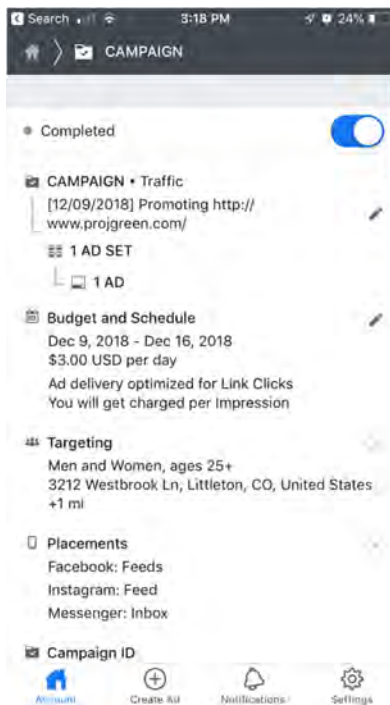 Search
3:18 PM
24%
CAMPAIGN
Completed
CAMPAIGN • Traffic
[12/09/2018] Promoting http://
www.projgreen.com/
1 AD SET
1 AD
Budget and Schedule
Dec 9, 2018 - Dec 16, 2018
$3.00 USD per day
Ad delivery optimized for Link Clicks
You will get charged per Impression
Targeting
Men and Women, ages 25+
3212 Westbrook Ln, Littleton, CO, United States
+1 mi
Placements
Facebook: Feeds
Instagram: Feed
Messenger: Inbox
Campaign ID
Account
Create Ad
Notifications
Settings